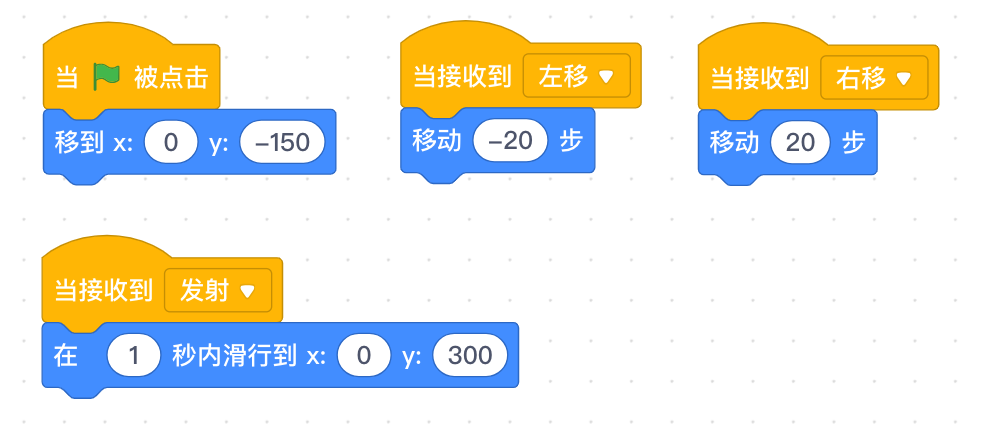 当 被点击
移到 x: 0 y: -150
当接收到 左移
移动 -20 步
当接收到 右移
移动 20 步
当接收到 发射
在 1 秒内滑行到 x: 0 y: 300